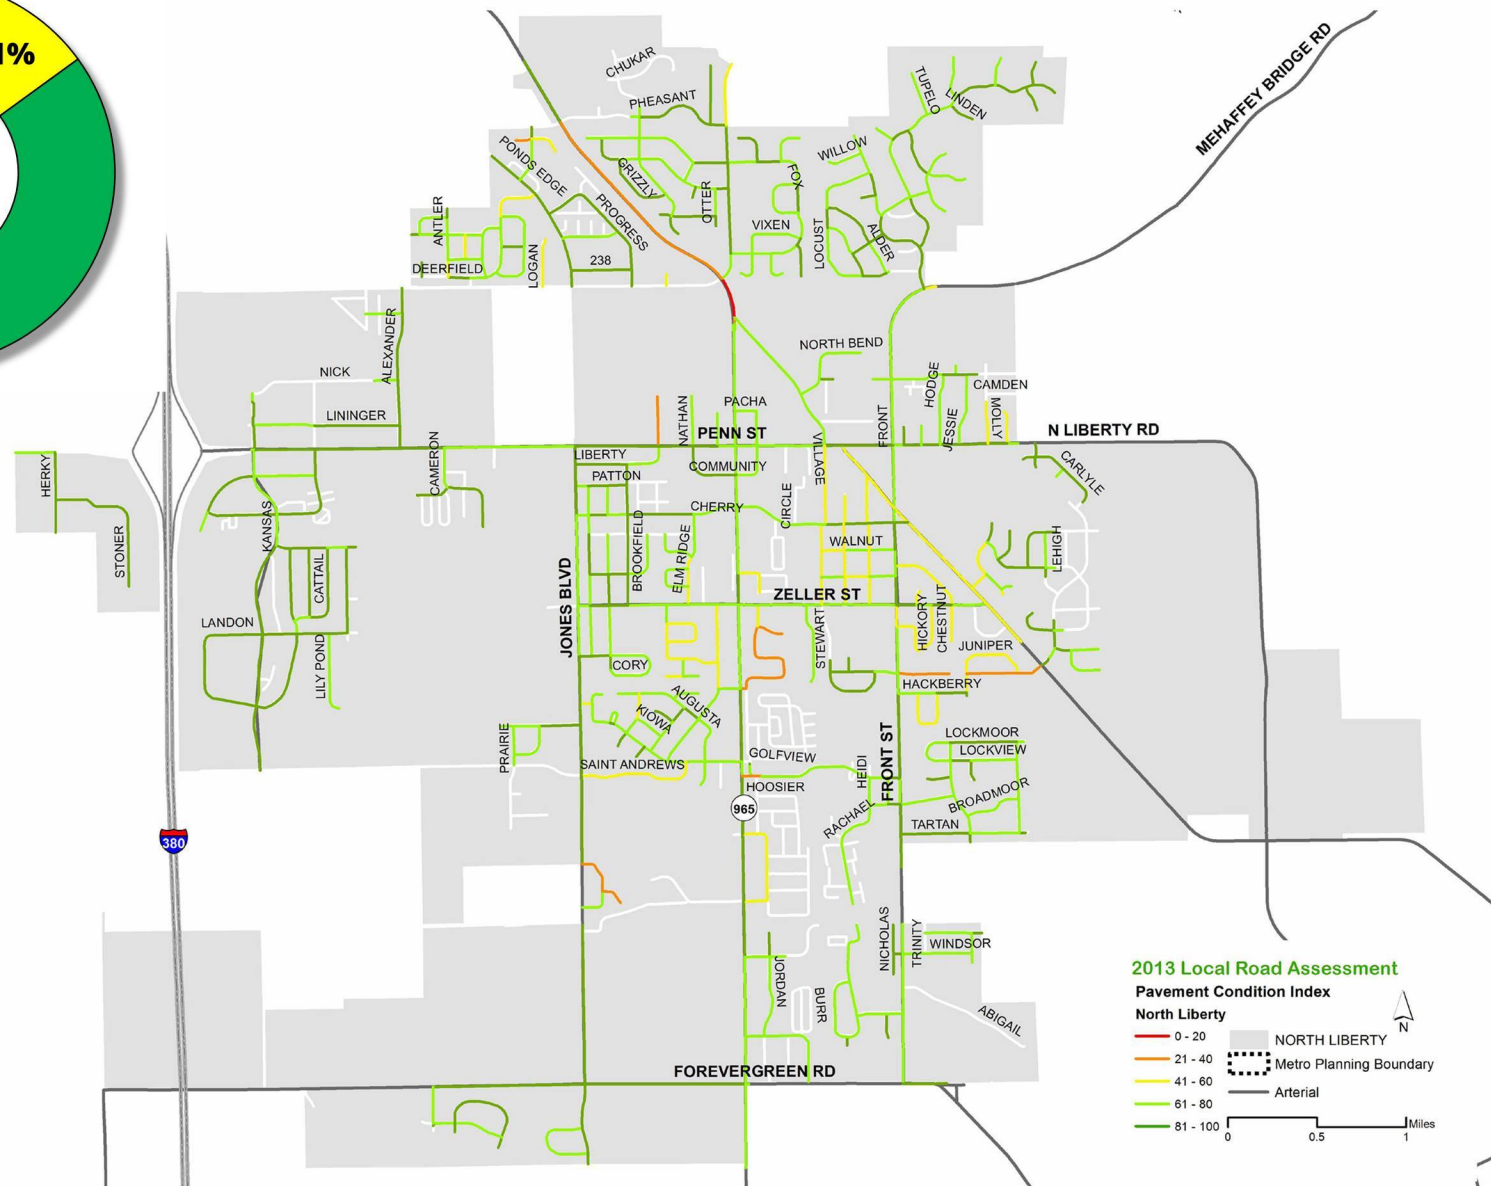 1%
CHUKAR
PHEASANT
TUPELO
LINDEN
MEHAFFEY BRIDGE RD
PONDS EDGE
GRIZZLY
WILLOW
FOX
OTTER
ANTLER
PROGRESS
VIXEN
LOCUST
ALDER
DEERFIELD
LOGAN
238
ALEXANDER
NORTH BEND
NICK
HODGE
CAMDEN
LININGER
NATHAN
PACHA
FRONT
JESSIE
MOLLY
PENN ST
N LIBERTY RD
HERKY
CAMERON
LIBERTY
COMMUNITY
VILLAGE
CARLYLE
PATTON
KANSAS
CHERRY
CIRCLE
STONER
BROOKFIELD
ELM RIDGE
WALNUT
LEHIGH
CATTAIL
JONES BLVD
ZELLER ST
LANDON
HICKORY
CHESTNUT
STEWART
LILY POND
CORY
JUNIPER
HACKBERRY
AUGUSTA
KIOWA
PRAIRIE
LOCKMOOR
LOCKVIEW
SAINT ANDREWS
GOLFVIEW
HEIDI
FRONT ST
HOOSIER
BROADMOOR
965
RACHAEL
TARTAN
380
NICHOLAS
TRINITY
WINDSOR
JORDAN
BURR
ABIGAIL
FOREVERGREEN RD
2013 Local Road Assessment
Pavement Condition Index
North Liberty
0 - 20
21 - 40
41 - 60
61 - 80
81 - 100
N
NORTH LIBERTY
Metro Planning Boundary
Arterial
Miles
0 0.5 1